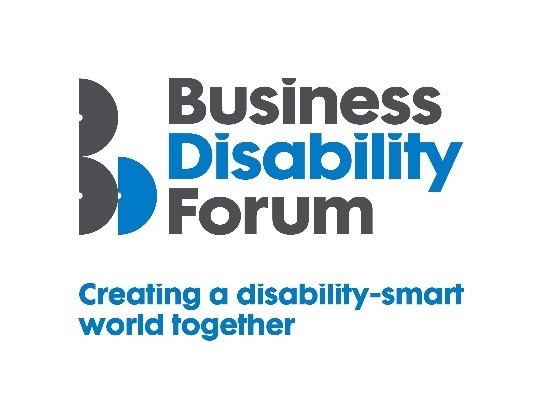 Business
Disability
Forum
Creating a disability-smart
world together